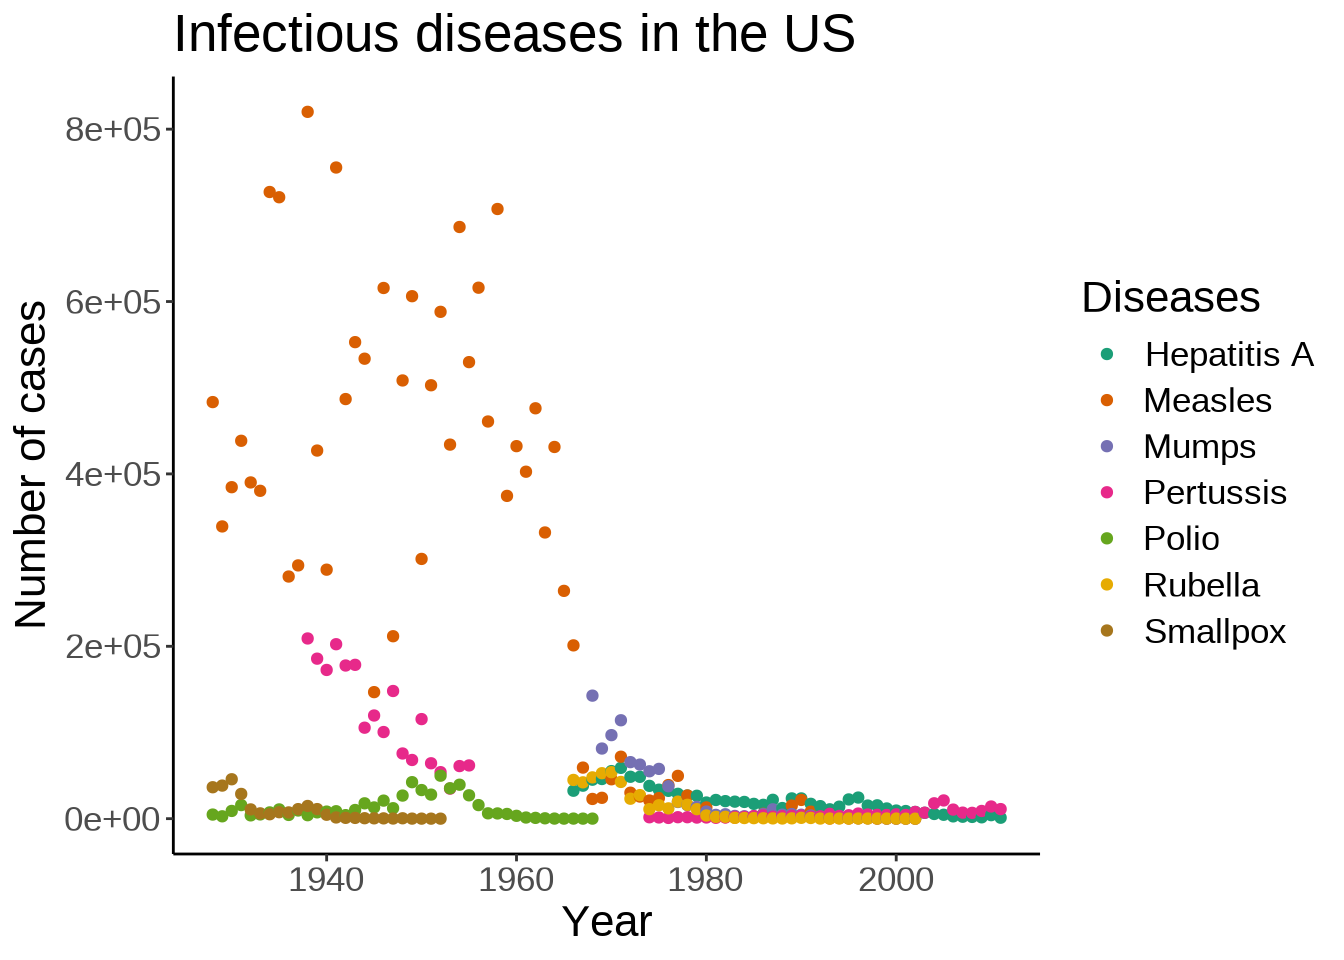 Infectious diseases in the US
8e+05
6e+05
4e+05
2e+05
0e+00
Number of cases
1940
1960
1980
2000
Year
Diseases
Hepatitis A
Measles
Mumps
Pertussis
Polio
Rubella
Smallpox